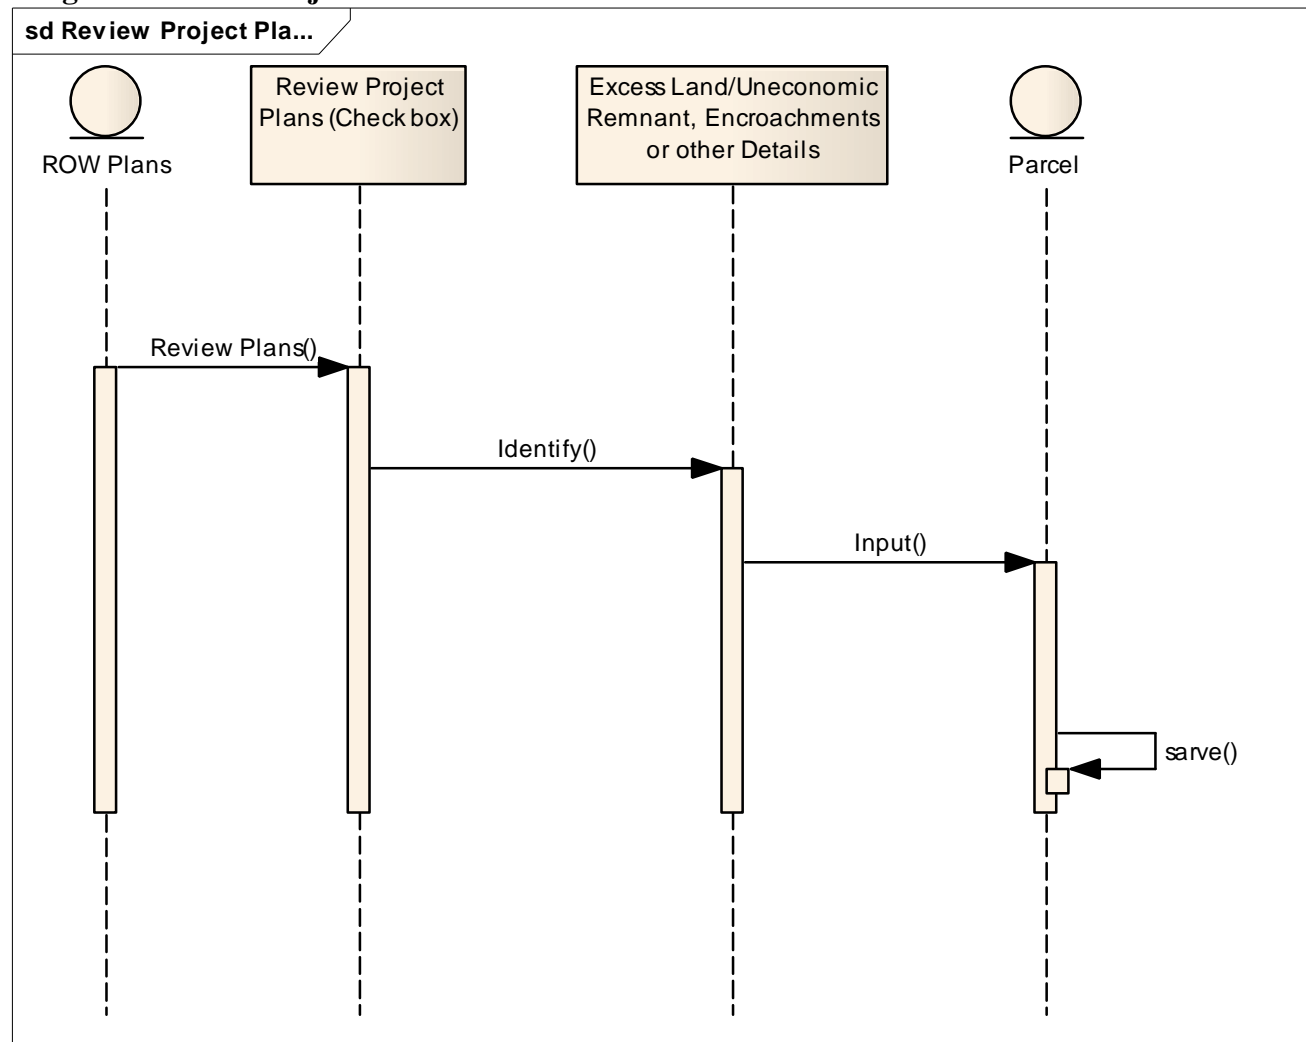 sd Review Project Pla...
Review Project
Plans (Check box)
Excess Land/Uneconomic
Remnant, Encroachments
or other Details
ROW Plans
Parcel
Review Plans()
Identify()
Input()
sarve()